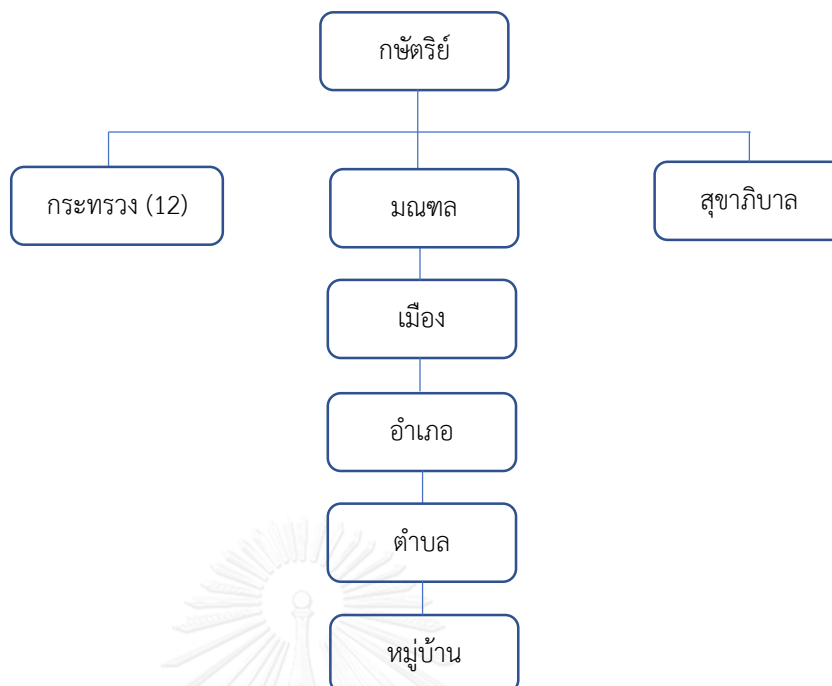 กษัตริย์
กระทรวง (12)
มณฑล
สุขาภิบาล
เมือง
อำเภอ
ตำบล
หมู่บ้าน